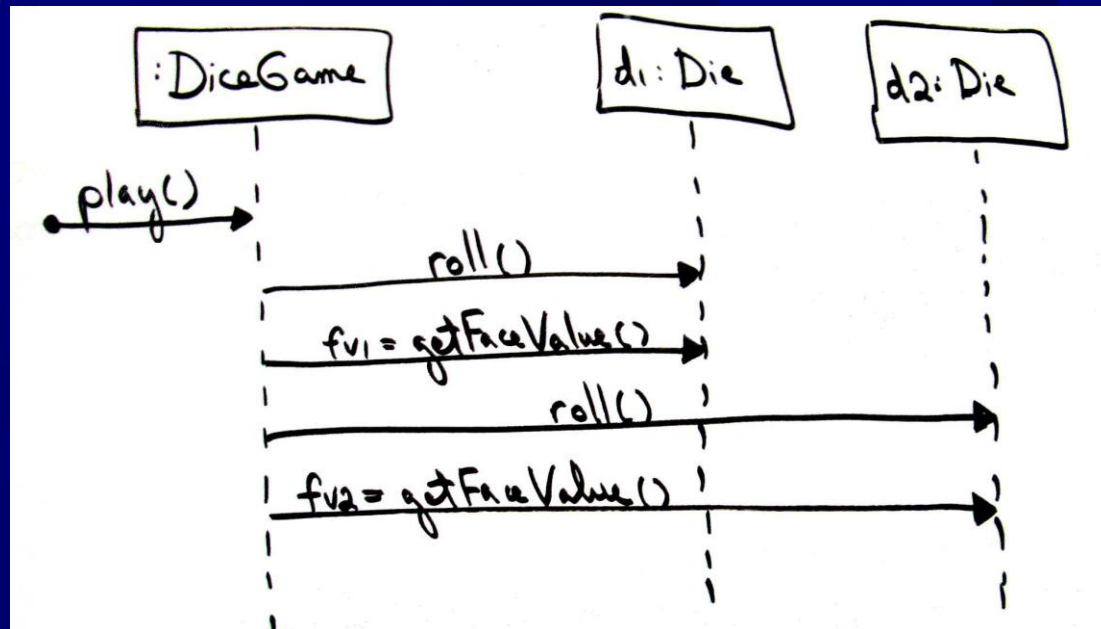 :DiceGame
d1: Die
d2: Die
play()
roll()
fv1 = getFaceValue()
roll()
fv2 = getFaceValue()